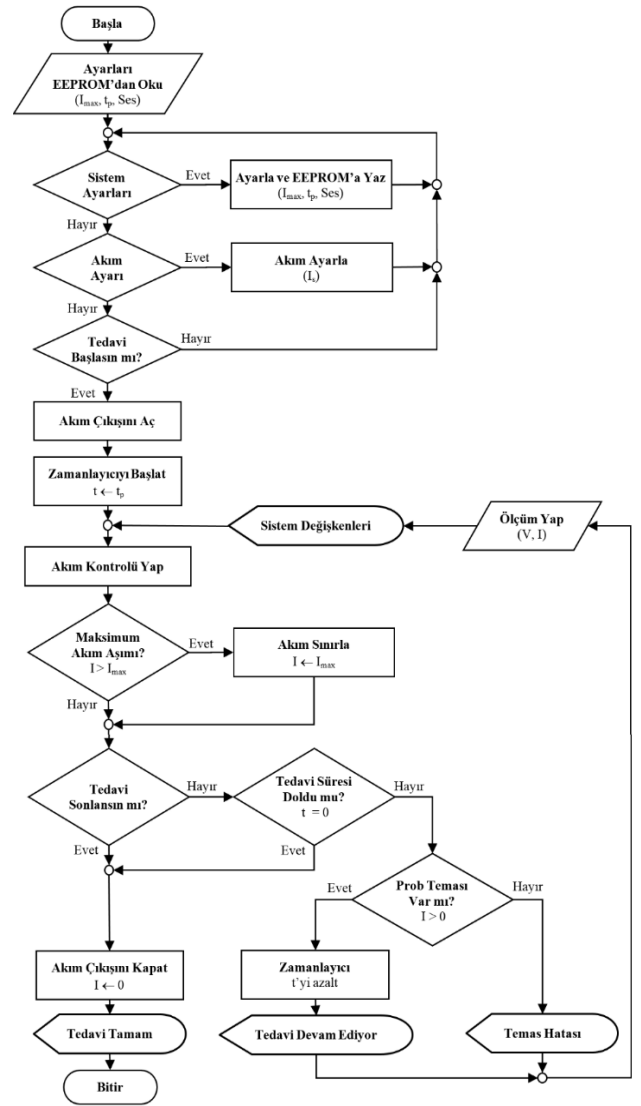 Başla
Ayarları
EEPROM'dan Oku
(Imax, tp, Ses)
Sistem
Ayarları
Evet
Ayarla ve EEPROM'a Yaz
(Imax, tp, Ses)
Hayır
Akım
Ayarı
Evet
Akım Ayarla
(Is)
Hayır
Tedavi
Başlasın mı?
Hayır
Evet
Akım Çıkışını Aç
Zamanlayıcıyı Başlat
t ← tp
Sistem Değişkenleri
Ölçüm Yap
(V, I)
Akım Kontrolü Yap
Maksimum
Akım Aşımı?
I > Imax
Evet
Akım Sınırla
I ← Imax
Hayır
Tedavi
Sonlansın mı?
Hayır
Tedavi Süresi
Doldu mu?
t = 0
Hayır
Evet
Evet
Prob Teması
Var mı?
I > 0
Evet
Hayır
Akım Çıkışını Kapat
I ← 0
Zamanlayıcı
t'yi azalt
Tedavi Tamam
Tedavi Devam Ediyor
Temas Hatası
Bitir